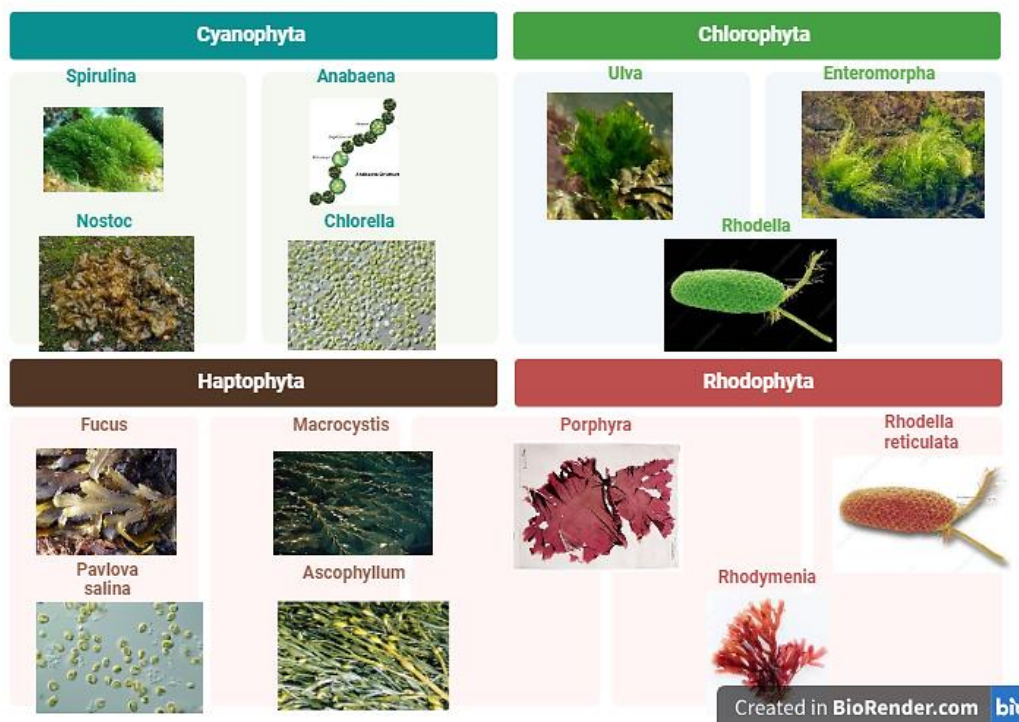 Cyanophyta
Spirulina
Anabaena
Nostoc
Chlorella
Chlorophyta
Ulva
Enteromorpha
Rhodella
Haptophyta
Fucus
Macrocystis
Pavlova
salina
Ascophyllum
Rhodophyta
Porphyra
Rhodella
reticulata
Rhodymenia
Created in BioRender.com